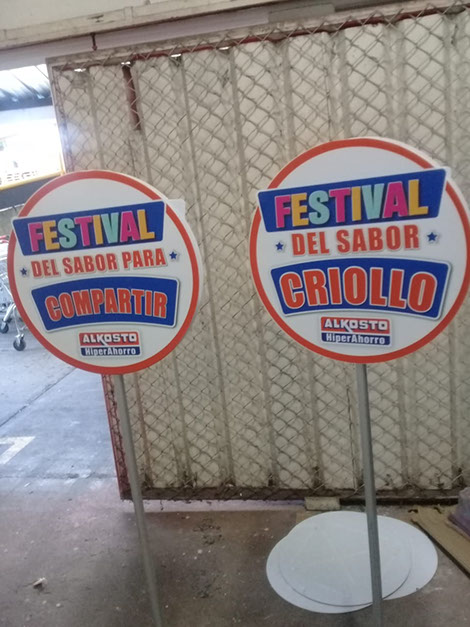 FESTIVAL
DEL SABOR PARA
COMPARTIR
ALKOSTO
HiperAhorro
FESTIVAL
DEL SABOR
CRIOLLO
ALKOSTO
HiperAhorro